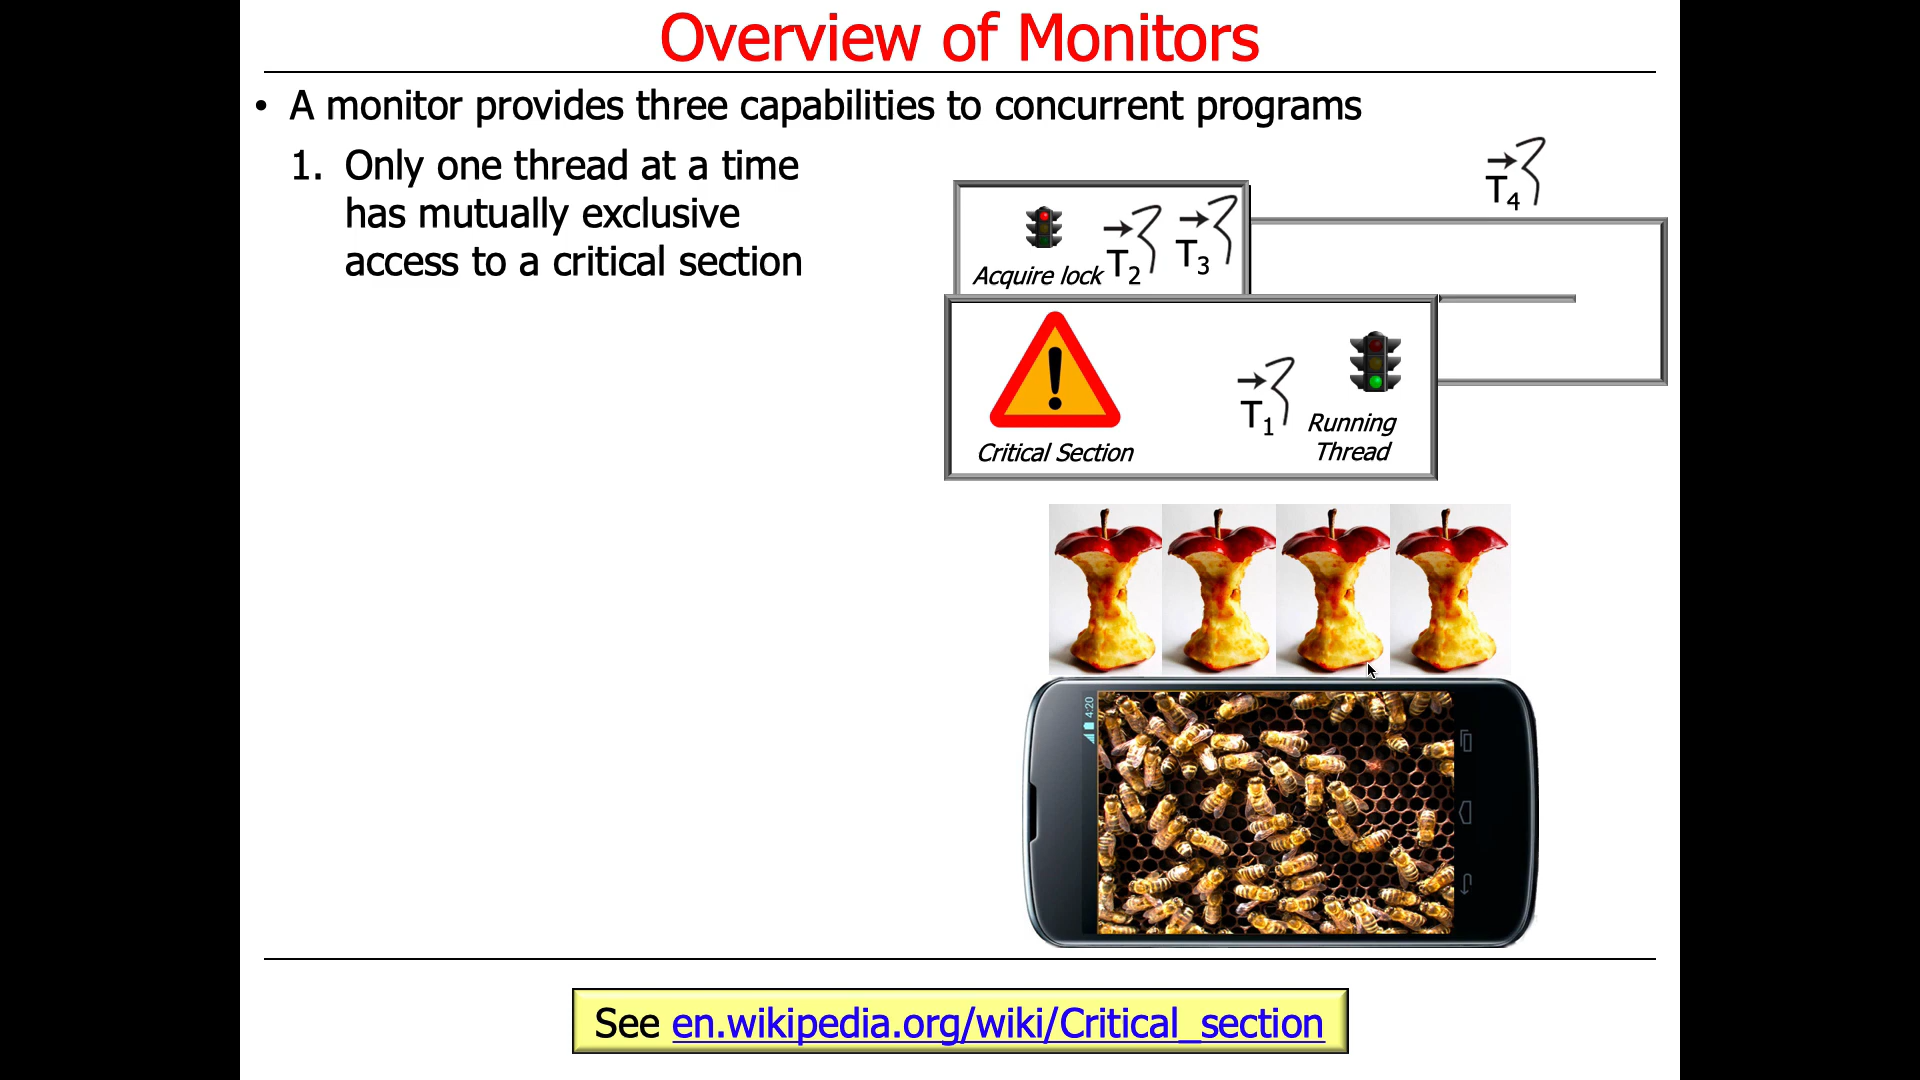 Overview of Monitors
• A monitor provides three capabilities to concurrent programs
1. Only one thread at a time
has mutually exclusive
access to a critical section
T4
T2
T3
Acquire lock
T1
Running
Thread
Critical Section
4:20
See en.wikipedia.org/wiki/Critical_section